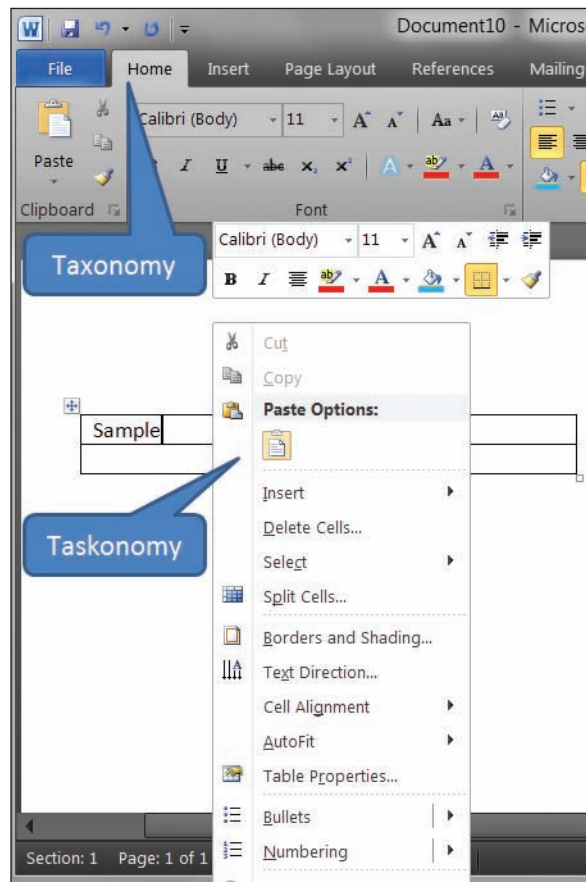 Document10 - Micros
File Home Insert Page Layout References Mailing
Calibri (Body) 11 Aa
Paste
Clipboard Font
Taxonomy
Calibri (Body) 11
Cut
Copy
Paste Options:
Sample
Insert
Delete Cells...
Taskonomy
Select
Split Cells...
Borders and Shading...
Text Direction...
Cell Alignment
AutoFit
Table Properties...
Bullets
Section: 1 Page: 1 of 1
Numbering